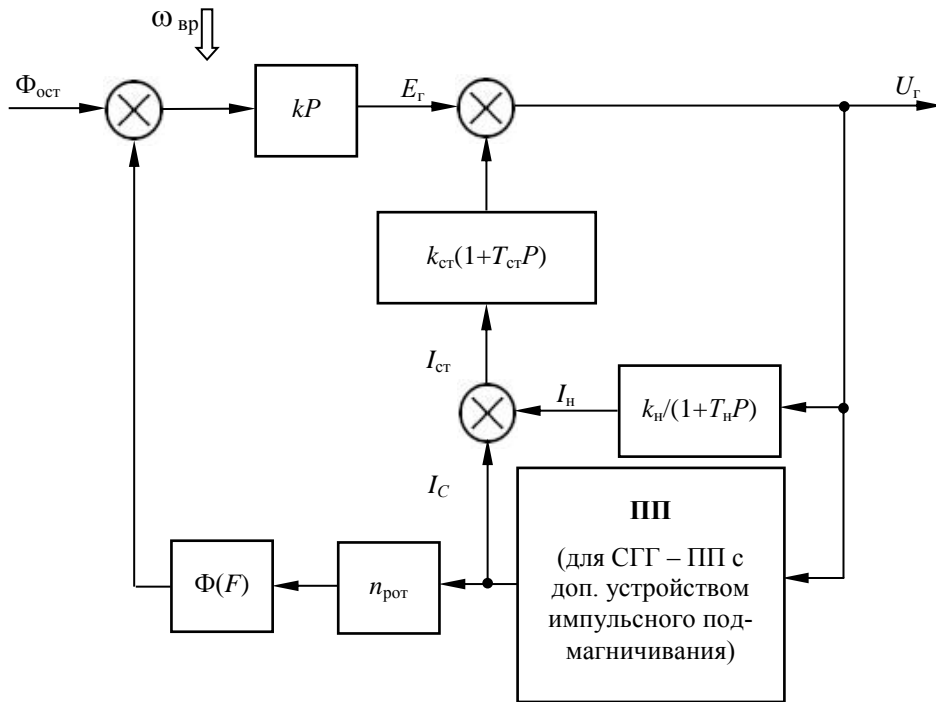 ω вр
Φост
kP
Eг
Uг
kст(1+TстP)
Iст
Iн
kн/(1+TнP)
IC
ПП
(для СГГ – ПП с
доп. устройством
импульсного под-
магничивания)
Φ(F)
nрот